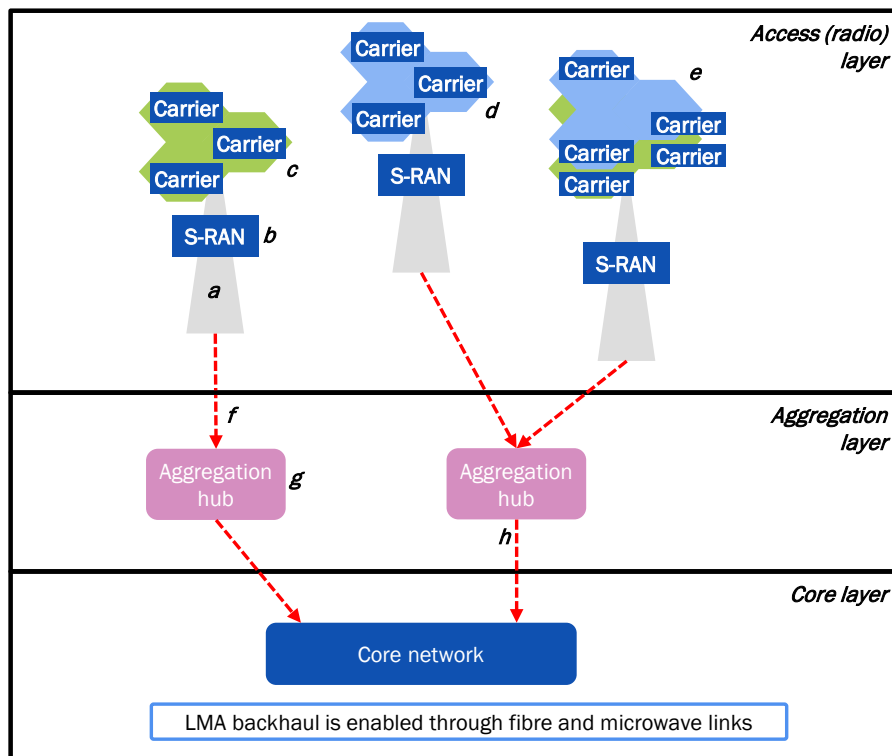 Access (radio)
layer
Carrier
Carrier
Carrier
d
S-RAN
Carrier
e
Carrier
Carrier
Carrier
Carrier
S-RAN
Carrier
Carrier
Carrier
c
S-RAN
b
a
Aggregation
layer
f
Aggregation
hub
g
Aggregation
hub
h
Core layer
Core network
LMA backhaul is enabled through fibre and microwave links